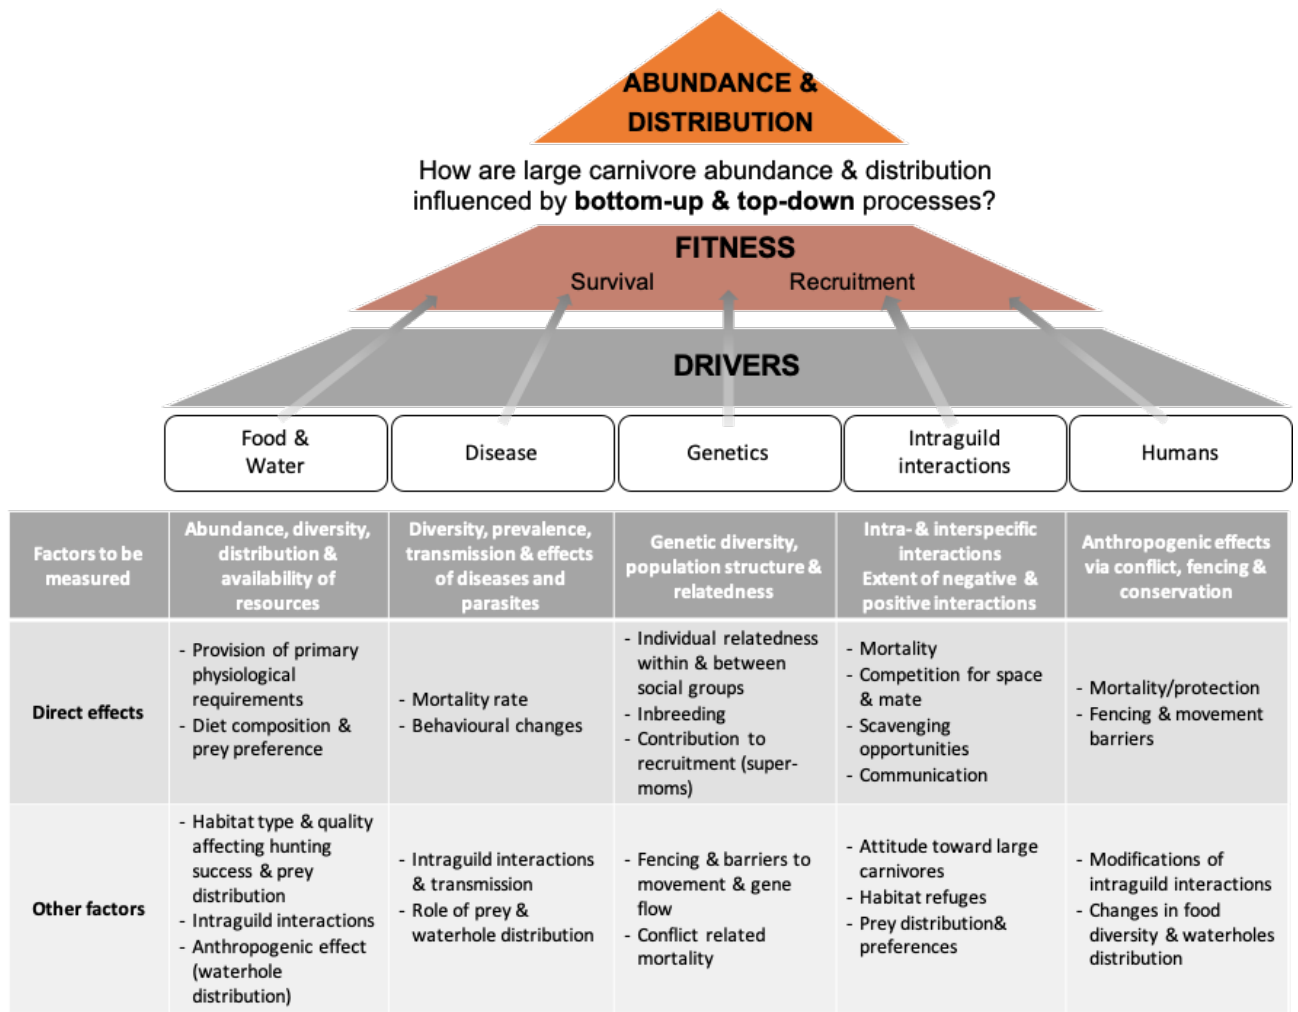 ABUNDANCE &
DISTRIBUTION
How are large carnivore abundance & distribution
influenced by bottom-up & top-down processes?
FITNESS
Survival
Recruitment
DRIVERS
Food &
Water
Disease
Genetics
Intraguild
interactions
Humans
Factors to be
measured
Abundance, diversity,
distribution &
availability of
resources
Diversity, prevalence,
transmission & effects
of diseases and
parasites
Genetic diversity,
population structure &
relatedness
Intra- & interspecific
interactions
Extent of negative &
positive interactions
Anthropogenic effects
via conflict, fencing &
conservation
Direct effects
- Provision of primary
physiological
requirements
- Diet composition &
prey preference
- Mortality rate
- Behavioural changes
- Individual relatedness
within & between
social groups
- Inbreeding
- Contribution to
recruitment (super-
moms)
- Mortality
- Competition for space
& mate
- Scavenging
opportunities
- Communication
- Mortality/protection
- Fencing & movement
barriers
Other factors
- Habitat type & quality
affecting hunting
success & prey
distribution
- Intraguild interactions
- Anthropogenic effect
(waterhole
distribution)
- Intraguild interactions
& transmission
- Role of prey &
waterhole distribution
- Fencing & barriers to
movement & gene
flow
- Conflict related
mortality
- Attitude toward large
carnivores
- Habitat refuges
- Prey distribution&
preferences
- Modifications of
intraguild interactions
- Changes in food
diversity & waterholes
distribution